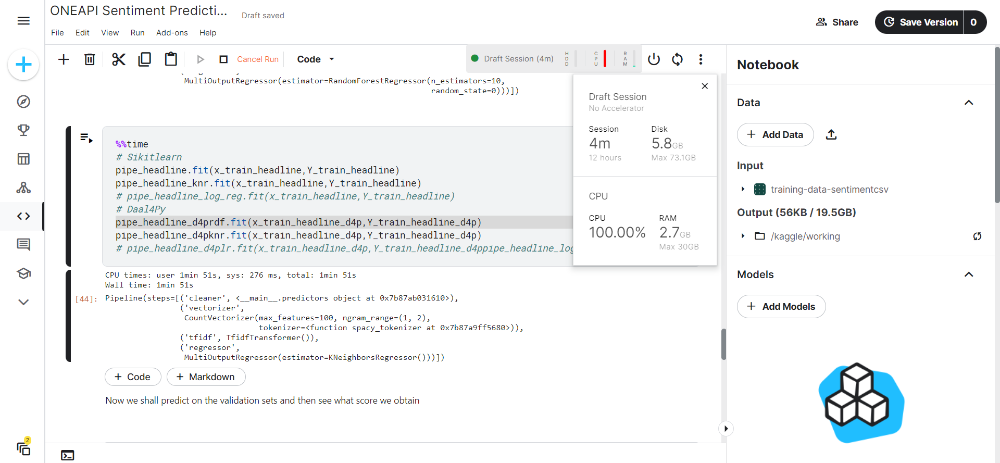 ONEAPI Sentiment Predicti...
Draft saved
File Edit View Run Add-ons Help
Share
Save Version 0
Cancel Run
Code
Draft Session (4m)
HDD
CPU
RAM
MultiOutputRegressor(estimator=RandomForestRegressor(n_estimators=10,
random_state=0)))])
%%time
# Sikitlearn
pipe_headline.fit(x_train_headline,Y_train_headline)
pipe_headline_knr.fit(x_train_headline,Y_train_headline)
# pipe_headline_log_reg.fit(x_train_headline,Y_train_headline)
# Daal4Py
pipe_headline_d4prdf.fit(x_train_headline_d4p,Y_train_headline_d4p)
pipe_headline_d4pknr.fit(x_train_headline_d4p,Y_train_headline_d4p)
# pipe_headline_d4plr.fit(x_train_headline_d4p,Y_train_headline_d4ppipe_headline_log
CPU times: user 1min 51s, sys: 276 ms, total: 1min 51s
Wall time: 1min 51s
[44]: Pipeline(steps=[('cleaner', <__main__.predictors object at 0x7b87ab031610>),
('vectorizer',
CountVectorizer(max_features=100, ngram_range=(1, 2),
tokenizer=<function spacy_tokenizer at 0x7b87a9ff5680>)),
('tfidf', TfidfTransformer()),
('regressor',
MultiOutputRegressor(estimator=KNeighborsRegressor()))])
+ Code + Markdown
Now we shall predict on the validation sets and then see what score we obtain
Draft Session
No Accelerator
Session Disk
4m 5.8GB
12 hours Max 73.1GB
CPU
CPU RAM
100.00% 2.7GB
Max 30GB
Notebook
Data
+ Add Data
Input
training-data-sentimentcsv
Output (56KB / 19.5GB)
/kaggle/working
Models
+ Add Models
2